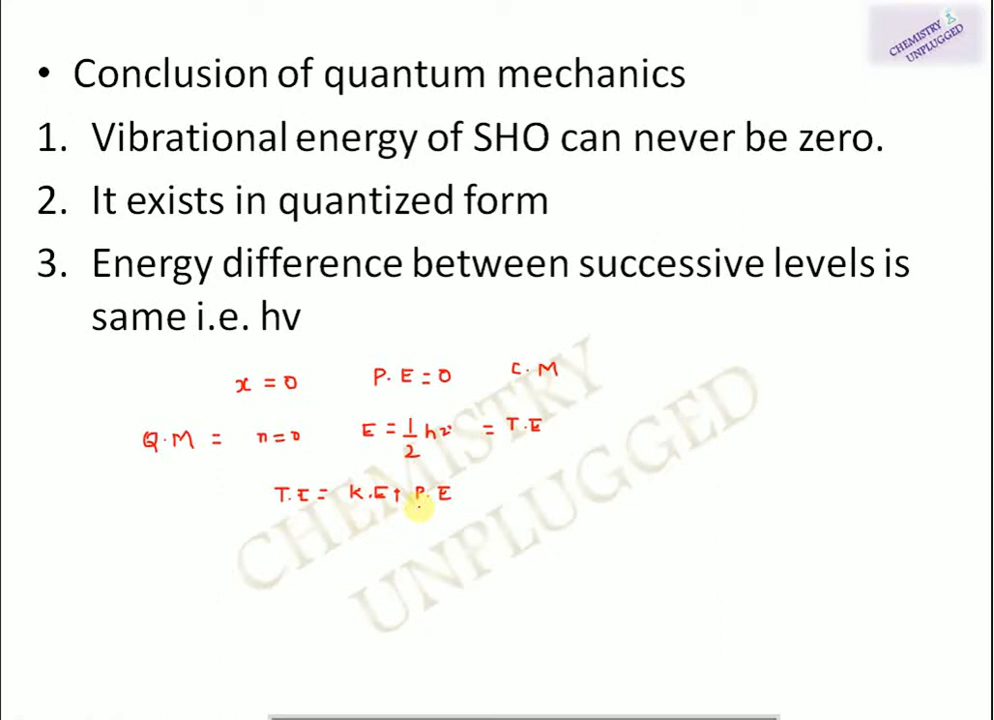 CHEMISTRY
UNPLUGGED
• Conclusion of quantum mechanics
1. Vibrational energy of SHO can never be zero.
2. It exists in quantized form
3. Energy difference between successive levels is
same i.e. hv
x = 0 P.E = 0 C.M
Q.M = n=0 E = 1/2 hν = T.E
T.E = K.E + P.E
CHEMISTRY
UNPLUGGED